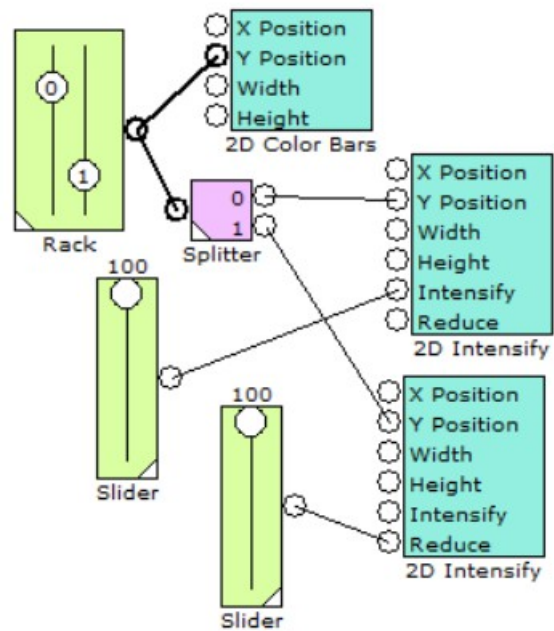 0
1
Rack
X Position
Y Position
Width
Height
2D Color Bars
0
1
Splitter
X Position
Y Position
Width
Height
Intensify
Reduce
2D Intensify
100
Slider
100
Slider
X Position
Y Position
Width
Height
Intensify
Reduce
2D Intensify